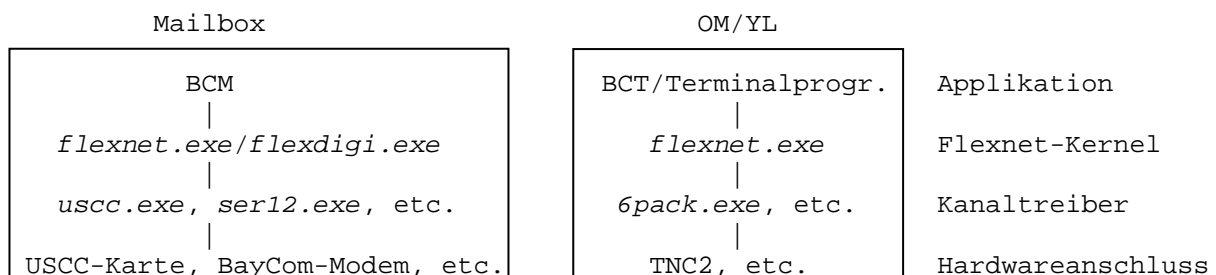 Mailbox OM/YL
BCM BCT/Terminalprogr. Applikation
flexnet.exe/flexdigi.exe flexnet.exe Flexnet-Kernel
uscc.exe, ser12.exe, etc. 6pack.exe, etc. Kanaltreiber
USCC-Karte, BayCom-Modem, etc. TNC2, etc. Hardwareanschluss